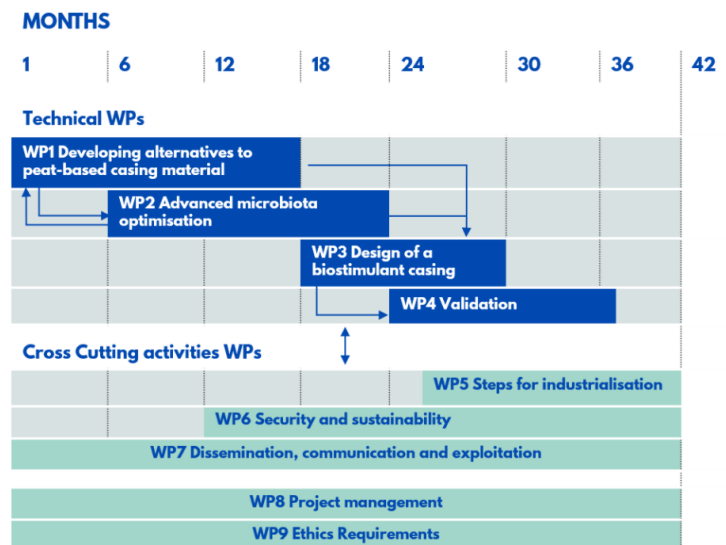 MONTHS
1 6 12 18 24 30 36 42
Technical WPs
WP1 Developing alternatives to
peat-based casing material
WP2 Advanced microbiota
optimisation
WP3 Design of a
biostimulant casing
WP4 Validation
Cross Cutting activities WPs
WP5 Steps for industrialisation
WP6 Security and sustainability
WP7 Dissemination, communication and exploitation
WP8 Project management
WP9 Ethics Requirements